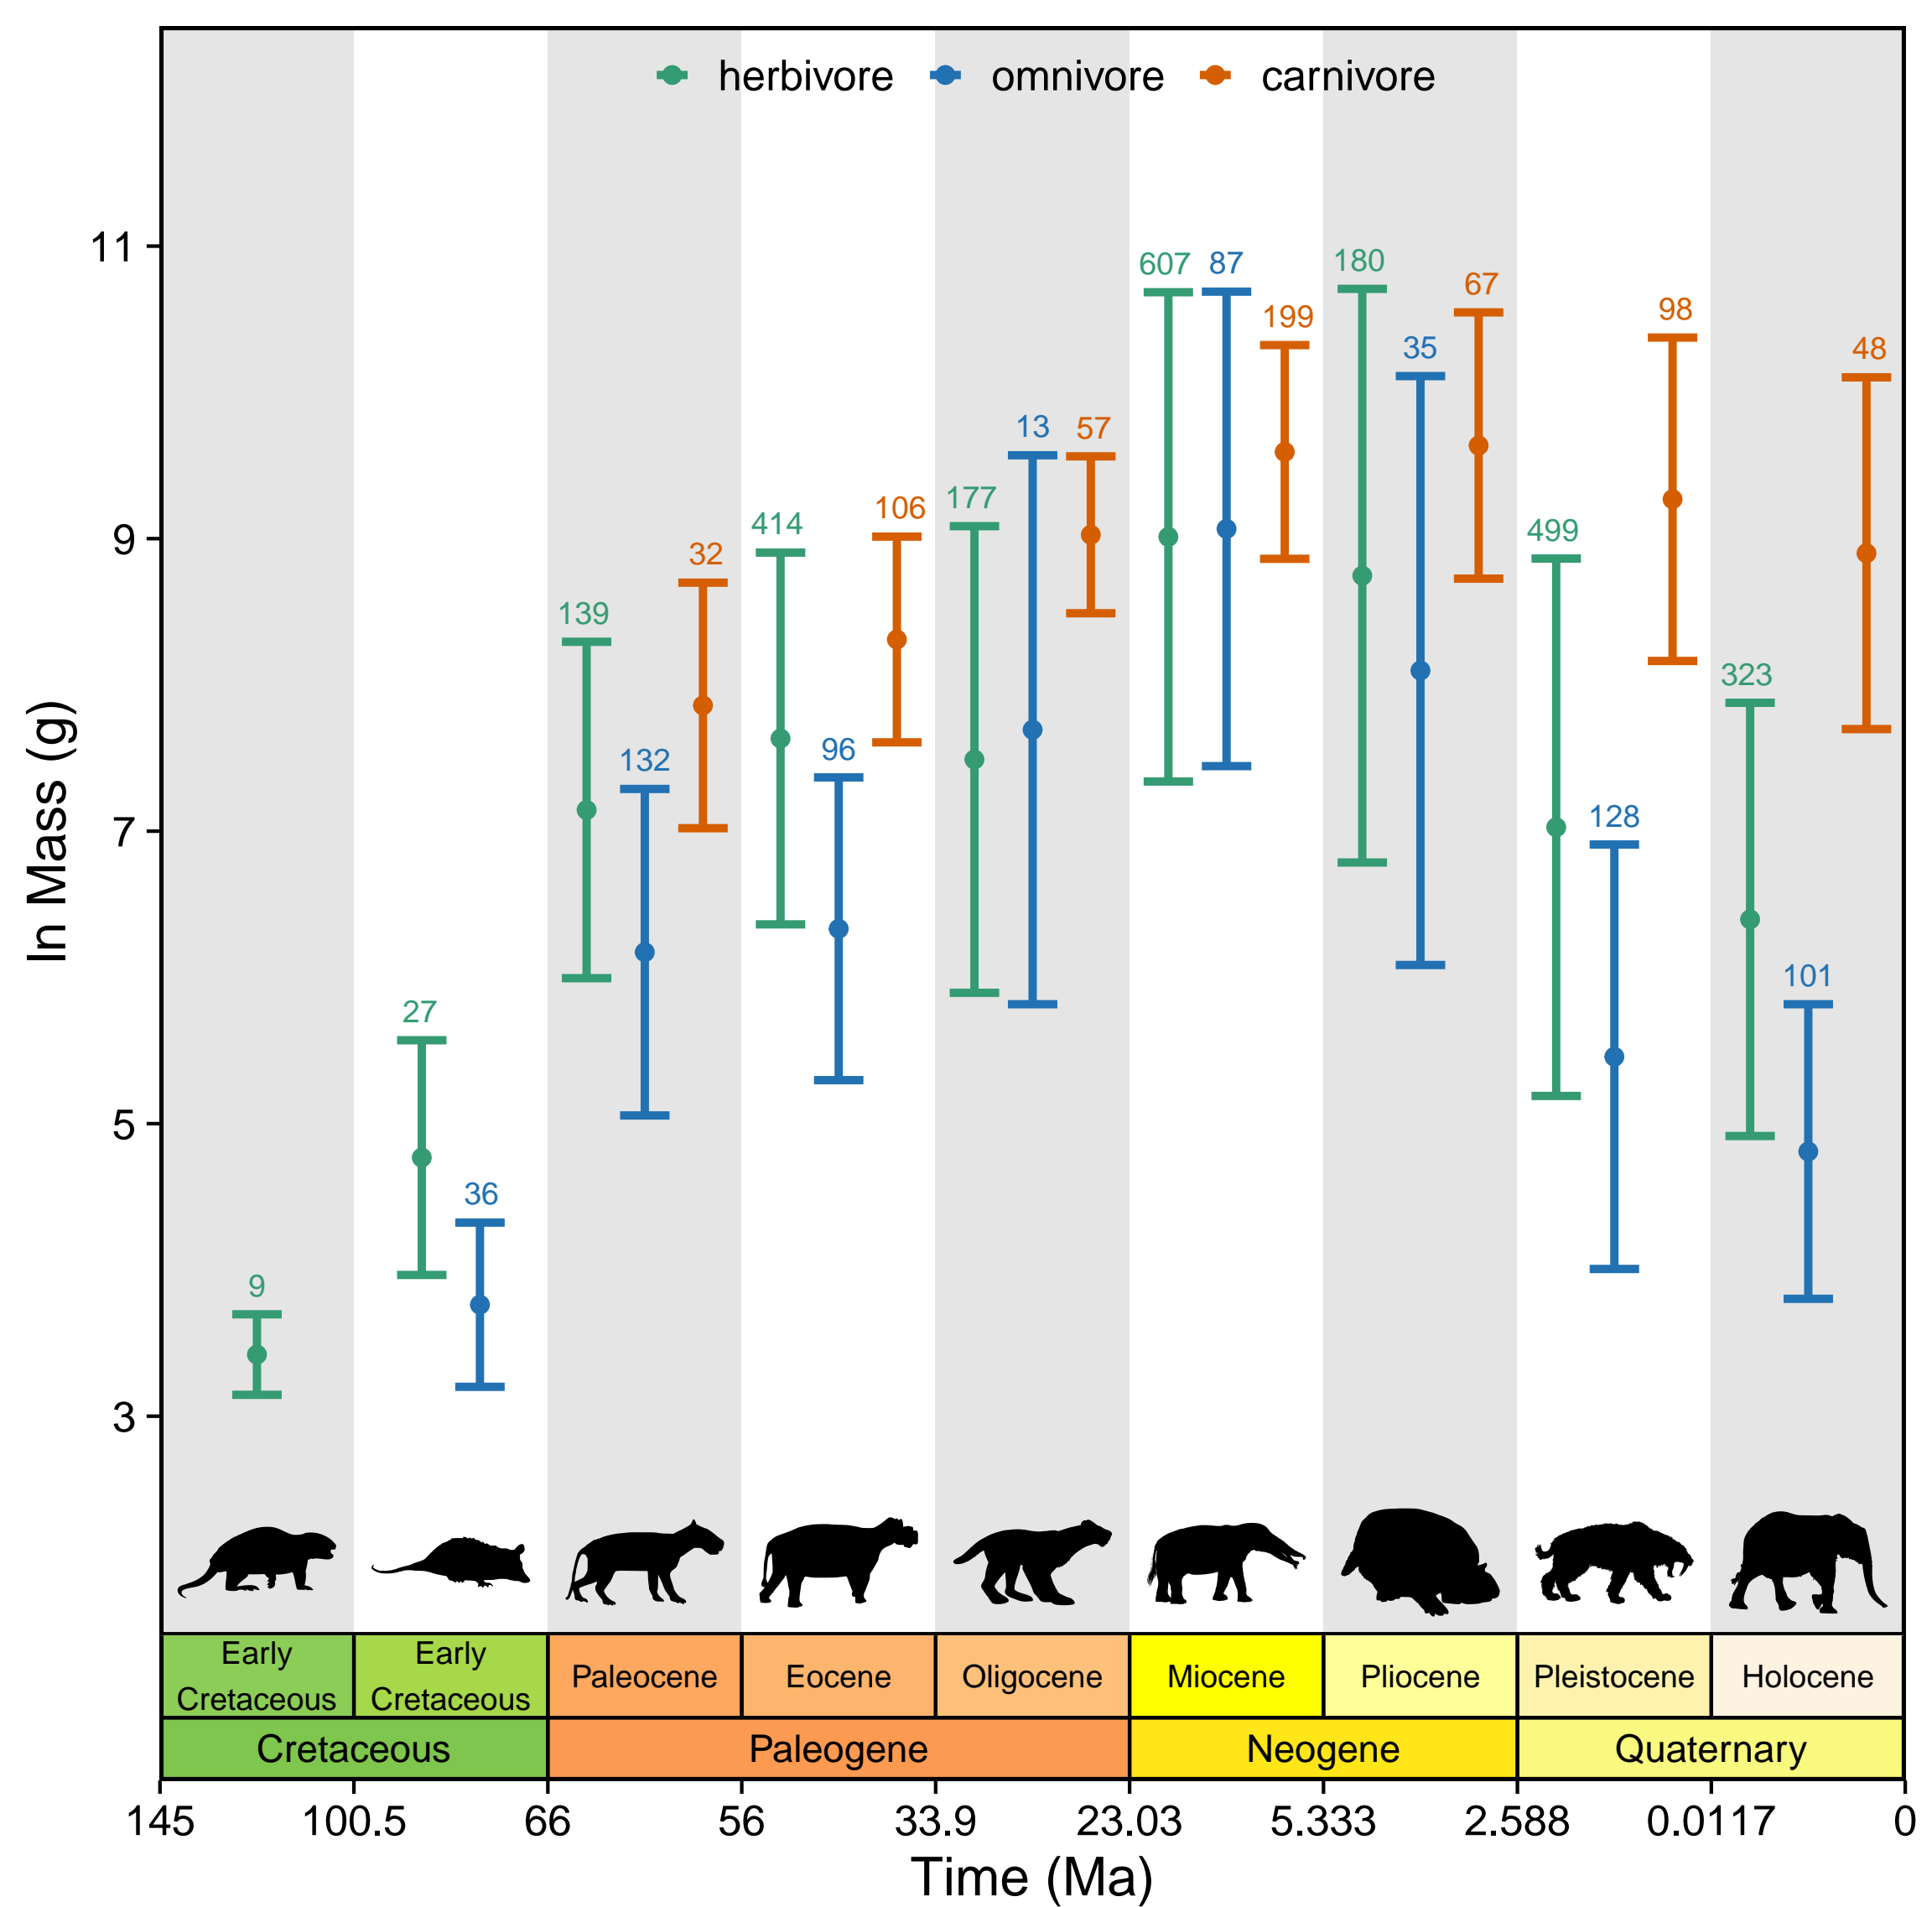 herbivore omnivore carnivore
11
9
7
5
3
ln Mass (g)
607 87 180
67
199 98
35 48
13 57
177 106
414 499
32
139 323
132 96
128
27 101
36
9
Early Cretaceous
Early Cretaceous
Paleocene Eocene Oligocene Miocene Pliocene Pleistocene Holocene
Cretaceous Paleogene Neogene Quaternary
145 100.5 66 56 33.9 23.03 5.333 2.588 0.0117 0
Time (Ma)